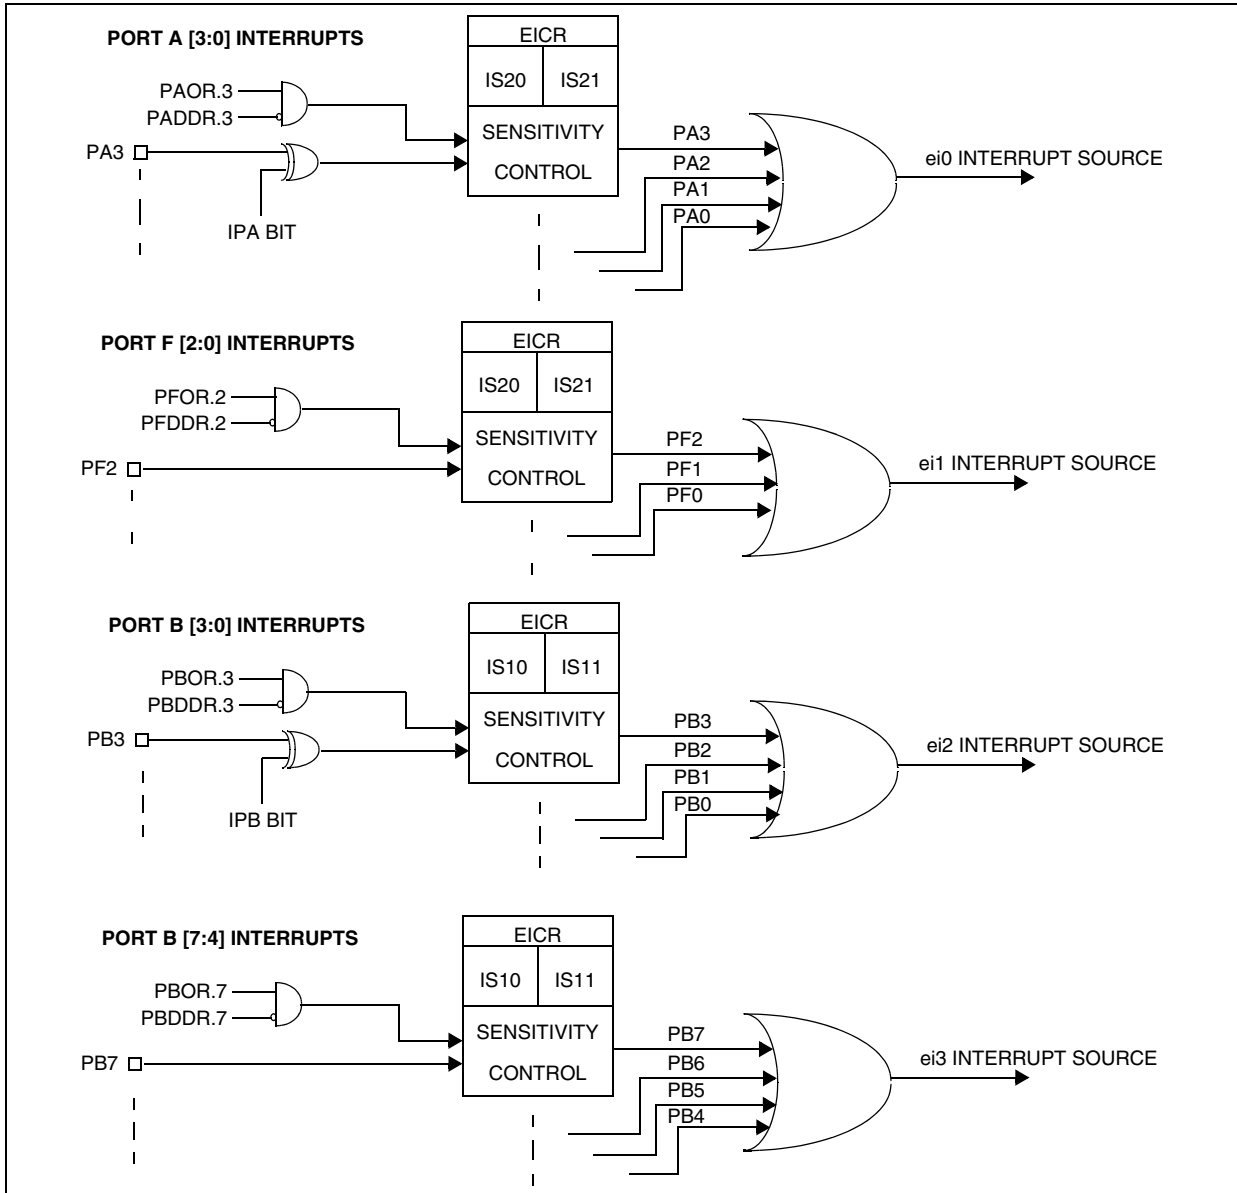 PORT A [3:0] INTERRUPTS
EICR
IS20 IS21
PAOR.3
PADDR.3
SENSITIVITY
CONTROL
PA3
IPA BIT
PA3
PA2
PA1
PA0
ei0 INTERRUPT SOURCE
PORT F [2:0] INTERRUPTS
EICR
IS20 IS21
PFOR.2
PFDDR.2
SENSITIVITY
CONTROL
PF2
PF2
PF1
PF0
ei1 INTERRUPT SOURCE
PORT B [3:0] INTERRUPTS
EICR
IS10 IS11
PBOR.3
PBDDR.3
SENSITIVITY
CONTROL
PB3
IPB BIT
PB3
PB2
PB1
PB0
ei2 INTERRUPT SOURCE
PORT B [7:4] INTERRUPTS
EICR
IS10 IS11
PBOR.7
PBDDR.7
SENSITIVITY
CONTROL
PB7
PB7
PB6
PB5
PB4
ei3 INTERRUPT SOURCE